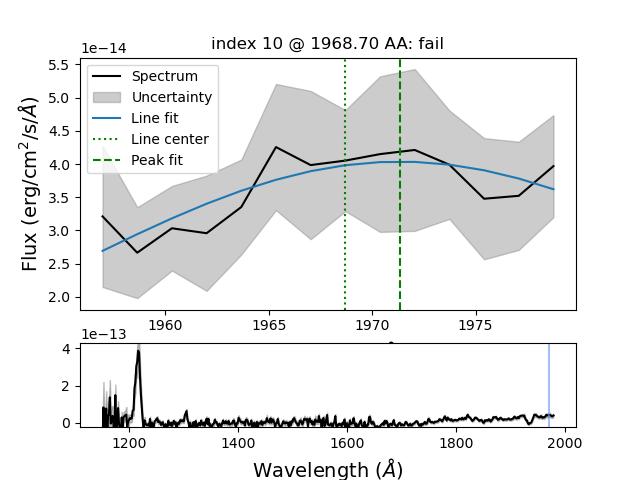 index 10 @ 1968.70 AA: fail
1e−14
Spectrum
Uncertainty
Line fit
Line center
Peak fit
5.5
5.0
4.5
4.0
3.5
3.0
2.5
2.0
Flux (erg/cm²/s/Å)
1960 1965 1970 1975
1e−13
4
2
0
1200 1400 1600 1800 2000
Wavelength (Å)